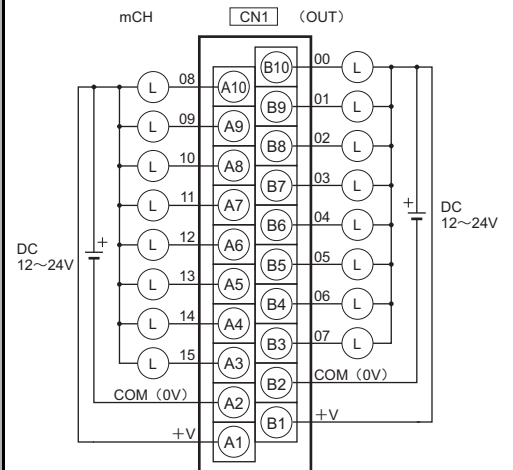 mCH CN1 （OUT）
B10 00 L
L 08 A10
B9 01 L
L 09 A9
B8 02 L
L 10 A8
B7 03 L
L 11 A7
B6 04 L
L 12 A6
B5 05 L
L 13 A5
B4 06 L
L 14 A4
B3 07 L
L 15 A3
B2 COM（0V）
COM（0V） A2
B1 ＋V
＋V A1
+
DC
12〜24V
+
DC
12〜24V